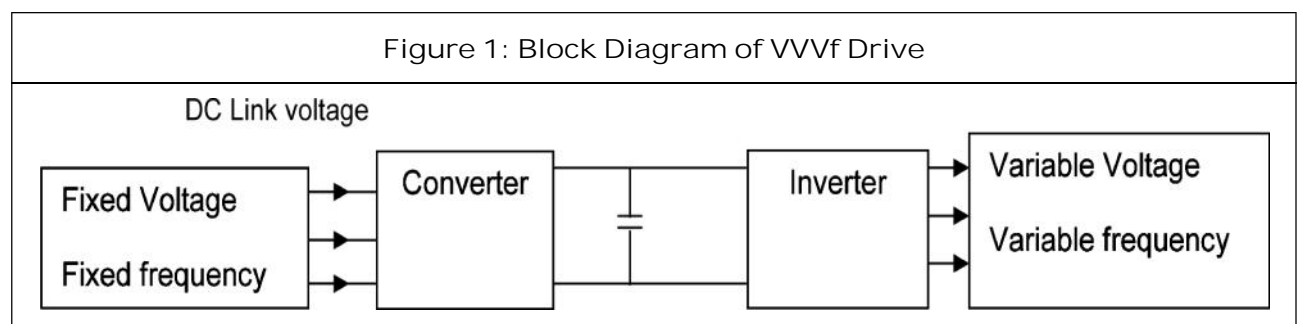 Figure 1: Block Diagram of VVVf Drive
DC Link voltage
Fixed Voltage
Fixed frequency
Converter
Inverter
Variable Voltage
Variable frequency